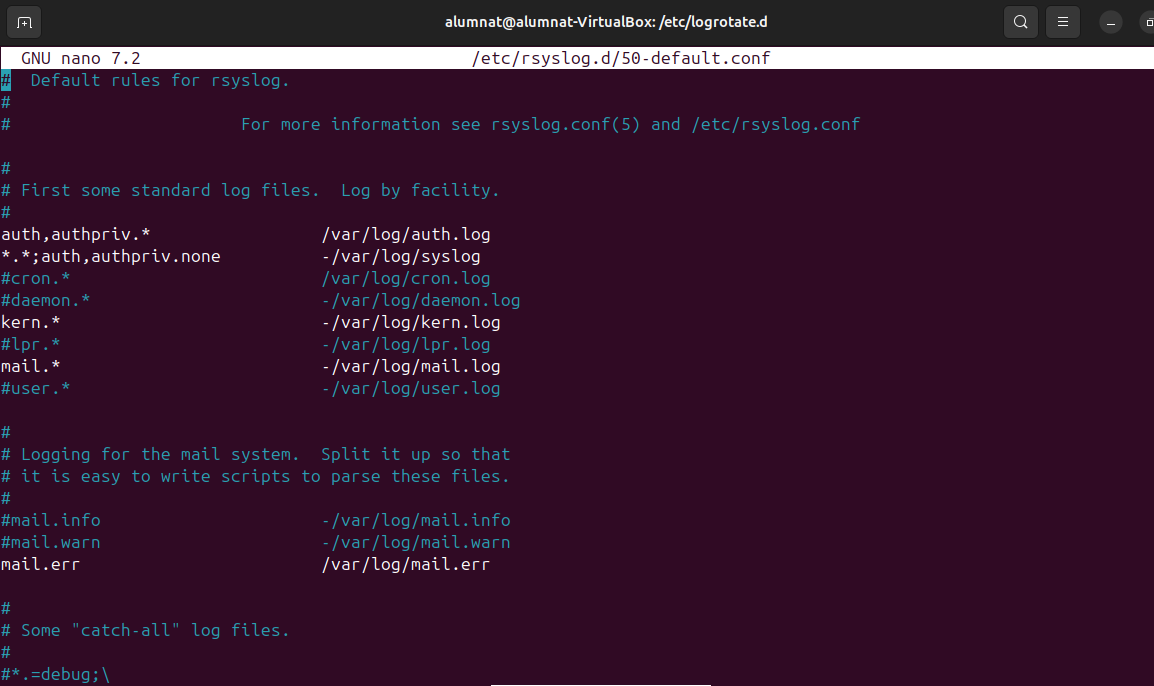 alumnat@alumnat-VirtualBox: /etc/logrotate.d
GNU nano 7.2 /etc/rsyslog.d/50-default.conf
#  Default rules for rsyslog.
#
#                       For more information see rsyslog.conf(5) and /etc/rsyslog.conf

#
# First some standard log files.  Log by facility.
#
auth,authpriv.*                 /var/log/auth.log
*.*;auth,authpriv.none          -/var/log/syslog
#cron.*                         /var/log/cron.log
#daemon.*                       -/var/log/daemon.log
kern.*                          -/var/log/kern.log
#lpr.*                          -/var/log/lpr.log
mail.*                          -/var/log/mail.log
#user.*                         -/var/log/user.log

#
# Logging for the mail system.  Split it up so that
# it is easy to write scripts to parse these files.
#
#mail.info                      -/var/log/mail.info
#mail.warn                      -/var/log/mail.warn
mail.err                        /var/log/mail.err

#
# Some "catch-all" log files.
#
#*.=debug;\